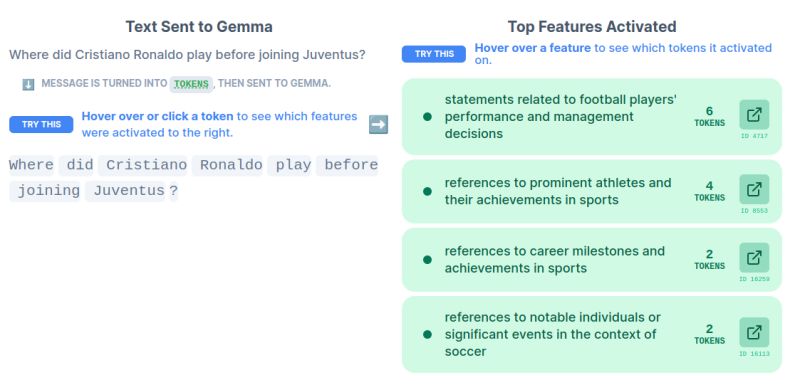 Text Sent to Gemma
Where did Cristiano Ronaldo play before joining Juventus?
MESSAGE IS TURNED INTO TOKENS, THEN SENT TO GEMMA.
TRY THIS
Hover over or click a token to see which features
were activated to the right.
Where did Cristiano Ronaldo play before
joining Juventus ?
Top Features Activated
TRY THIS
Hover over a feature to see which tokens it activated
on.
statements related to football players'
performance and management
decisions
6
TOKENS
ID 4717
references to prominent athletes and
their achievements in sports
4
TOKENS
ID 8553
references to career milestones and
achievements in sports
2
TOKENS
ID 16259
references to notable individuals or
significant events in the context of
soccer
2
TOKENS
ID 16113